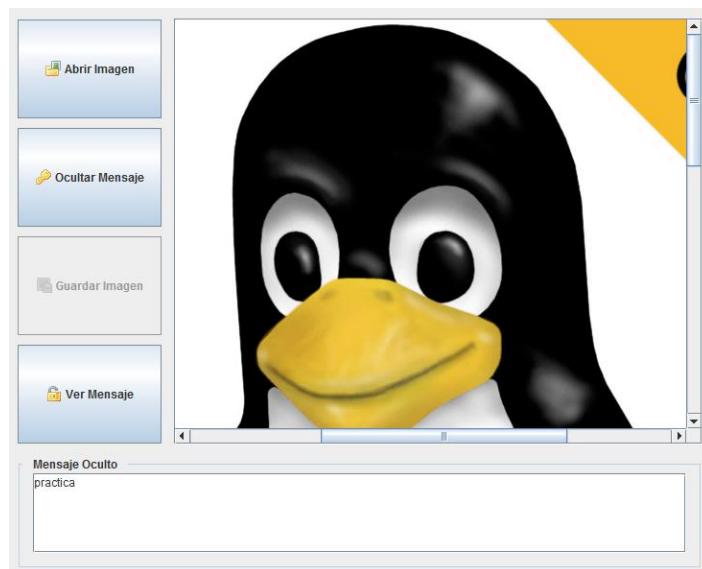 Abrir Imagen
Ocultar Mensaje
Guardar Imagen
Ver Mensaje
Mensaje Oculto
practica